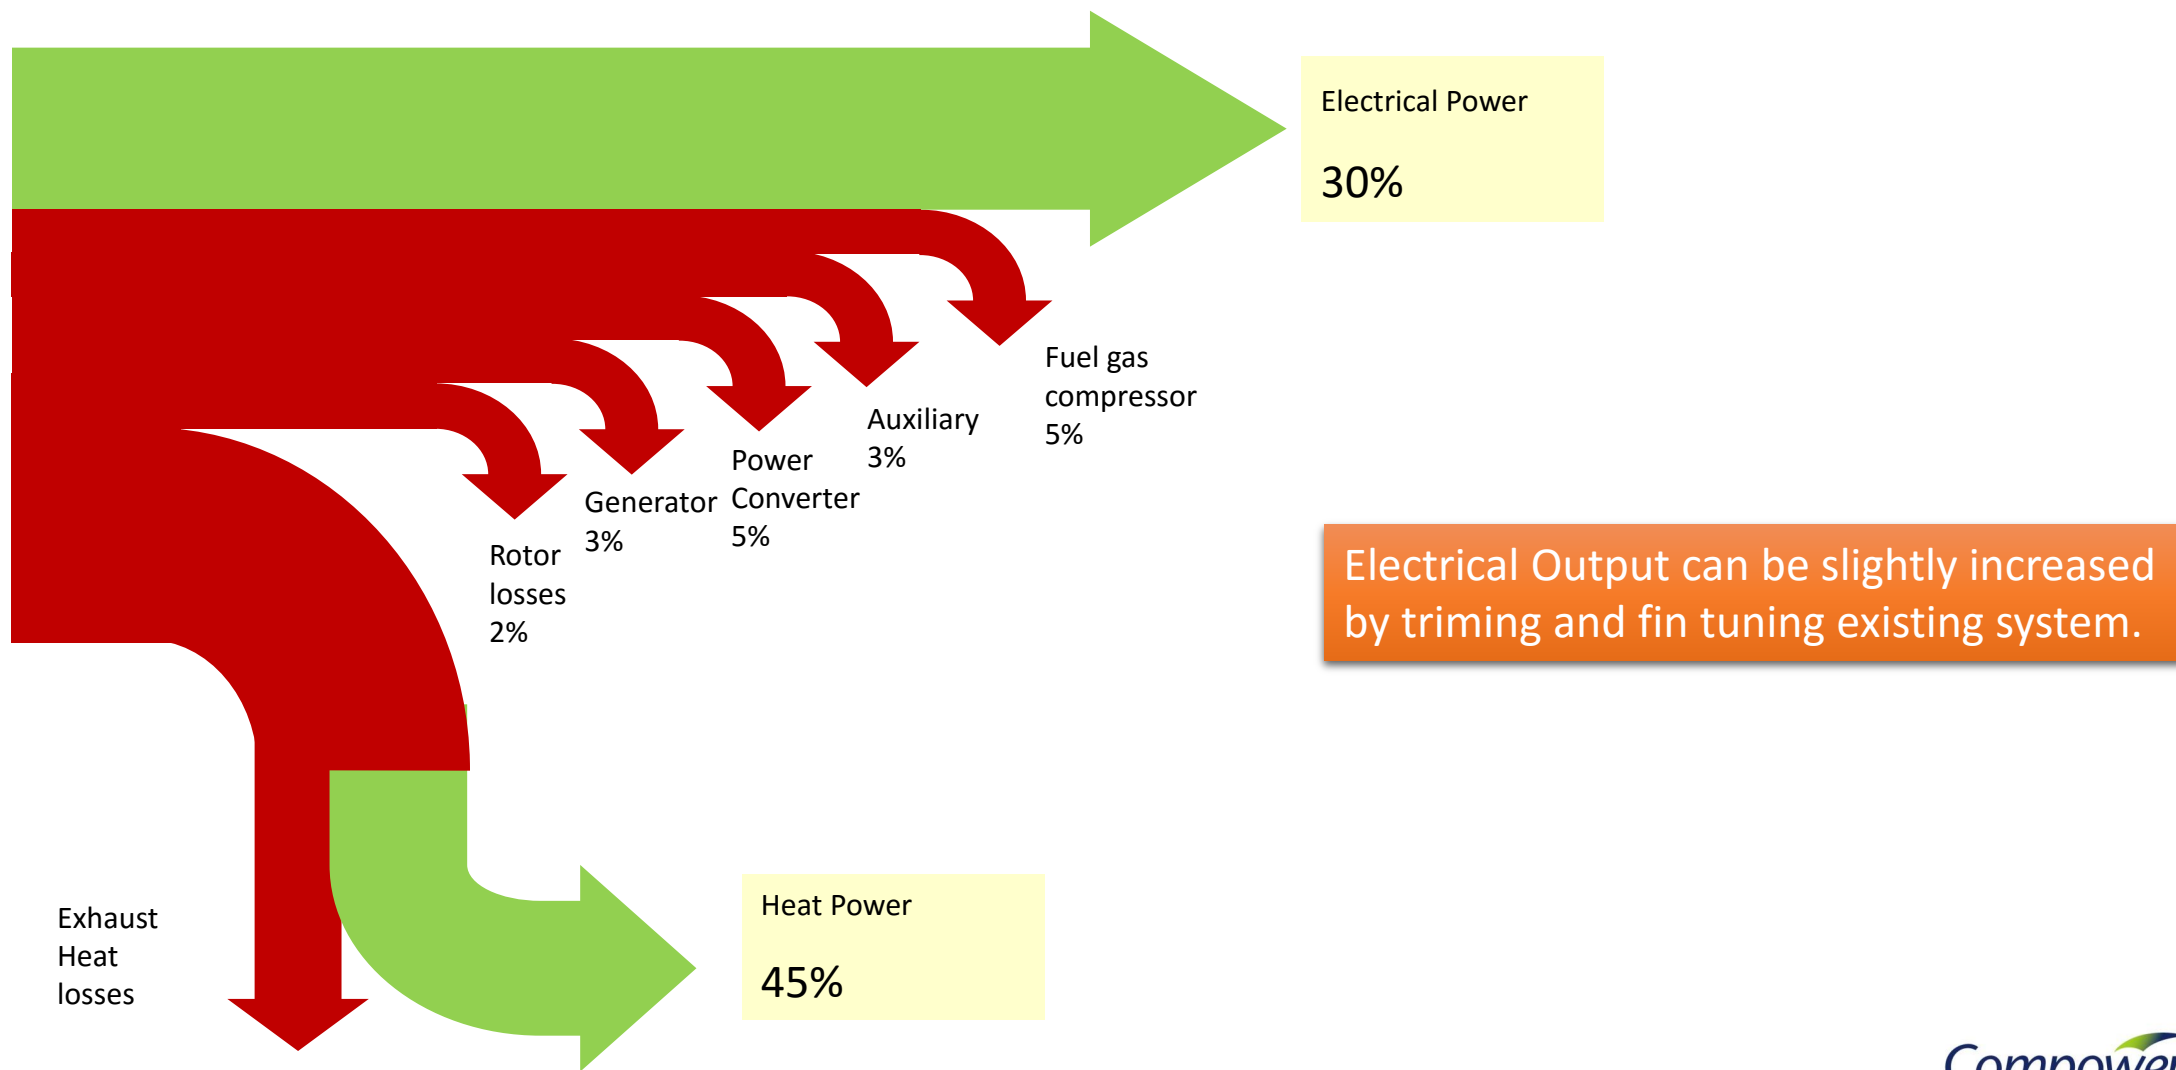 Electrical Power
30%
Fuel gas
compressor
5%
Auxiliary
3%
Power
Converter
5%
Generator
3%
Rotor
losses
2%
Electrical Output can be slightly increased
by triming and fin tuning existing system.
Exhaust
Heat
losses
Heat Power
45%
Compower